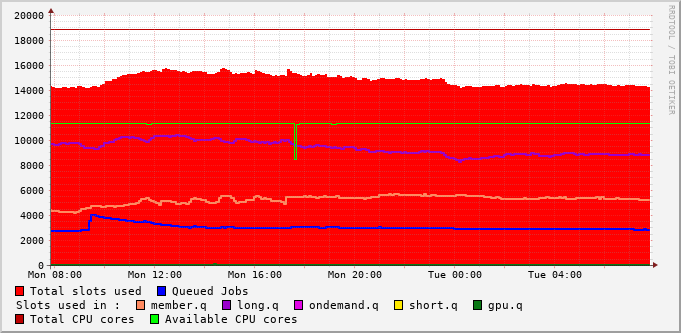 20000
18000
16000
14000
12000
10000
8000
6000
4000
2000
0
Mon 08:00 Mon 12:00 Mon 16:00 Mon 20:00 Tue 00:00 Tue 04:00
RRDTOOL / TOBI OETIKER
Total slots used Queued Jobs
Slots used in : member.q long.q ondemand.q short.q gpu.q
Total CPU cores Available CPU cores